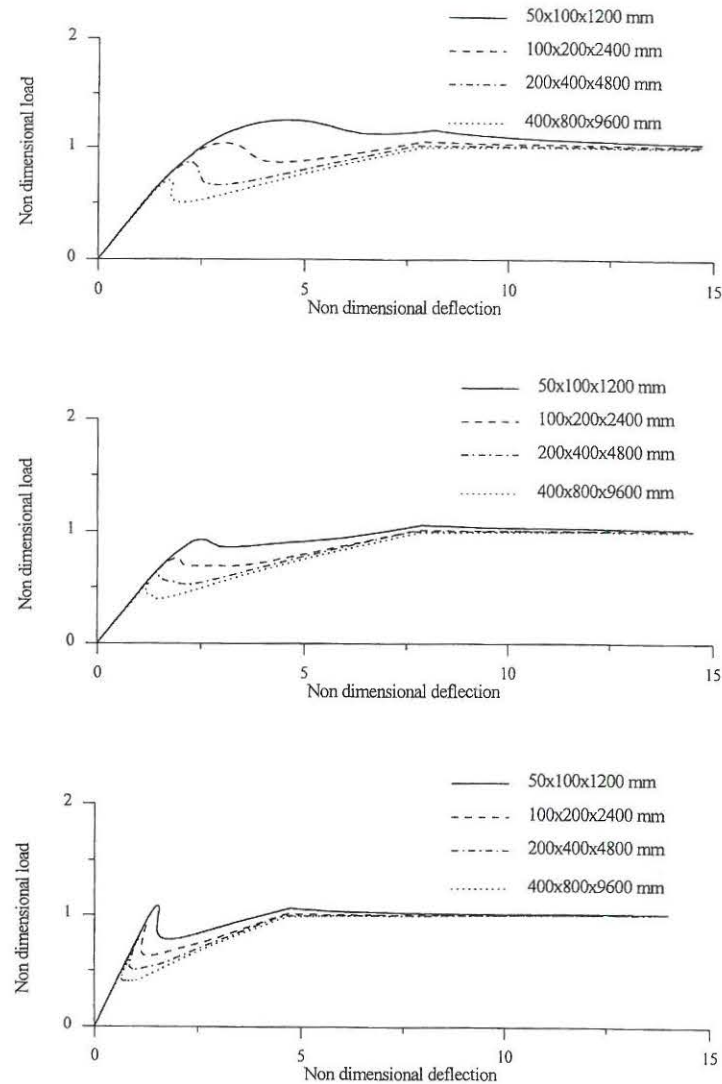 50x100x1200 mm
100x200x2400 mm
200x400x4800 mm
400x800x9600 mm
Non dimensional load
2
1
0
0
5
10
15
Non dimensional deflection
50x100x1200 mm
100x200x2400 mm
200x400x4800 mm
400x800x9600 mm
Non dimensional load
2
1
0
0
5
10
15
Non dimensional deflection
50x100x1200 mm
100x200x2400 mm
200x400x4800 mm
400x800x9600 mm
Non dimensional load
2
1
0
0
5
10
15
Non dimensional deflection